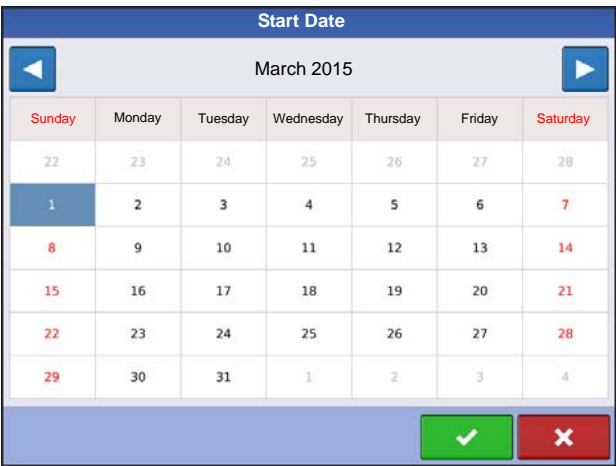 Start Date
March 2015
Sunday Monday Tuesday Wednesday Thursday Friday Saturday
22 23 24 25 26 27 28
1 2 3 4 5 6 7
8 9 10 11 12 13 14
15 16 17 18 19 20 21
22 23 24 25 26 27 28
29 30 31 1 2 3 4